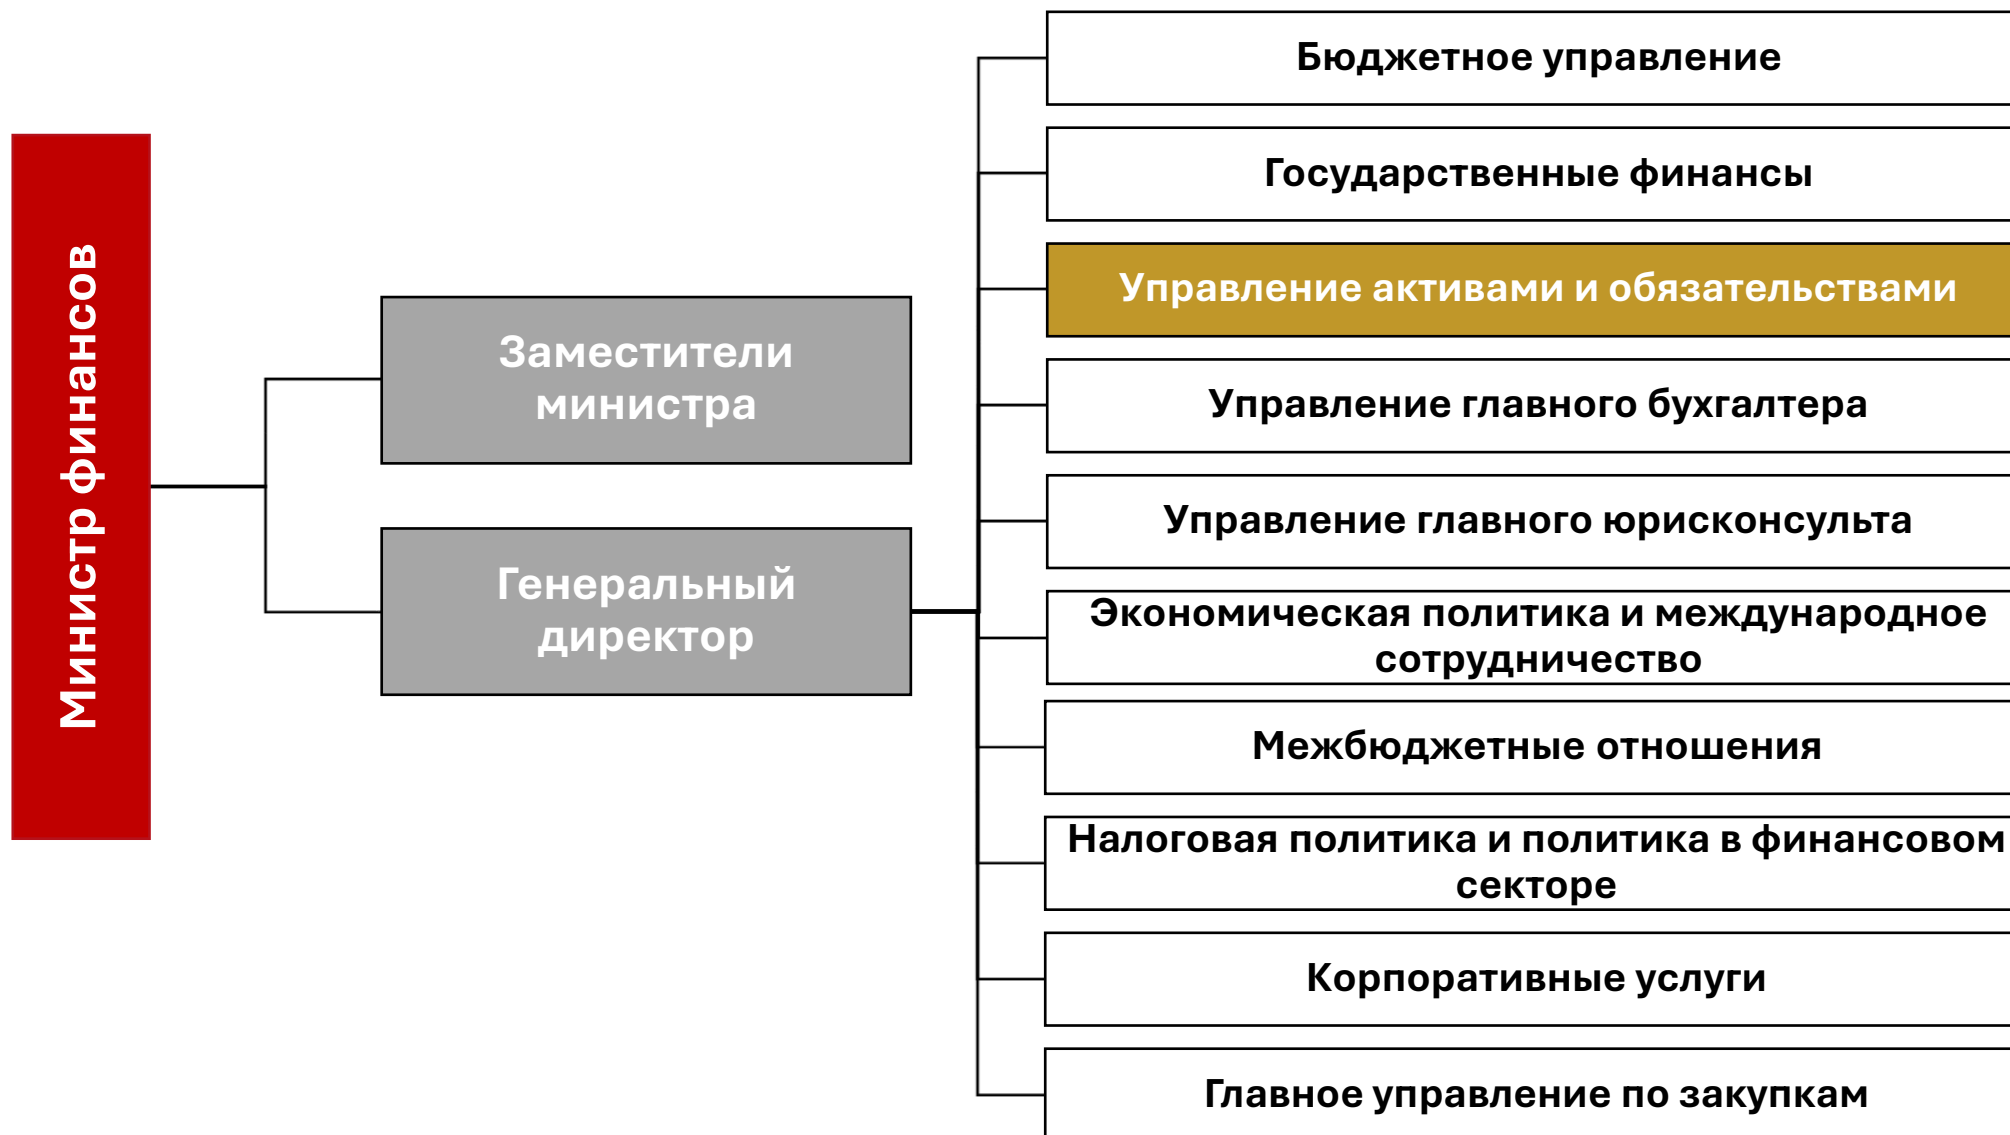 Министр финансов
Заместители
министра
Генеральный
директор
Бюджетное управление
Государственные финансы
Управление активами и обязательствами
Управление главного бухгалтера
Управление главного юрисконсульта
Экономическая политика и международное
сотрудничество
Межбюджетные отношения
Налоговая политика и политика в финансовом
секторе
Корпоративные услуги
Главное управление по закупкам